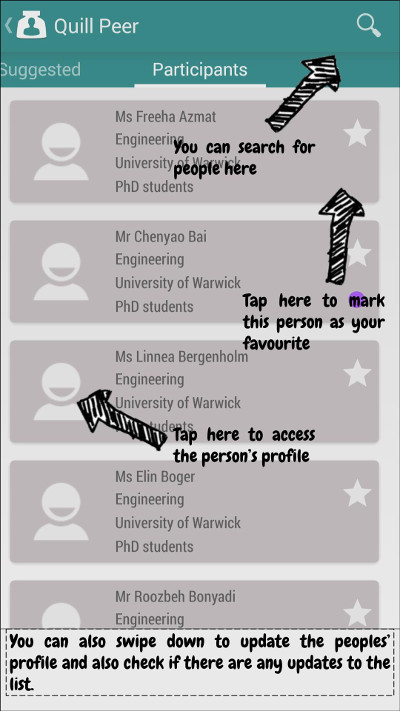 Quill Peer
Suggested
Participants
Ms Freeha Azmat
Engineering
University of Warwick
PhD students
You can search for
people here
Mr Chenyao Bai
Engineering
University of Warwick
PhD students
Tap here to mark
this person as your
favourite
Ms Linnea Bergenholm
Engineering
University of Warwick
students
Tap here to access
the person's profile
Ms Elin Boger
Engineering
University of Warwick
PhD students
Mr Roozbeh Bonyadi
Engineering
You can also swipe down to update the peoples'
profile and also check if there are any updates to the
list.